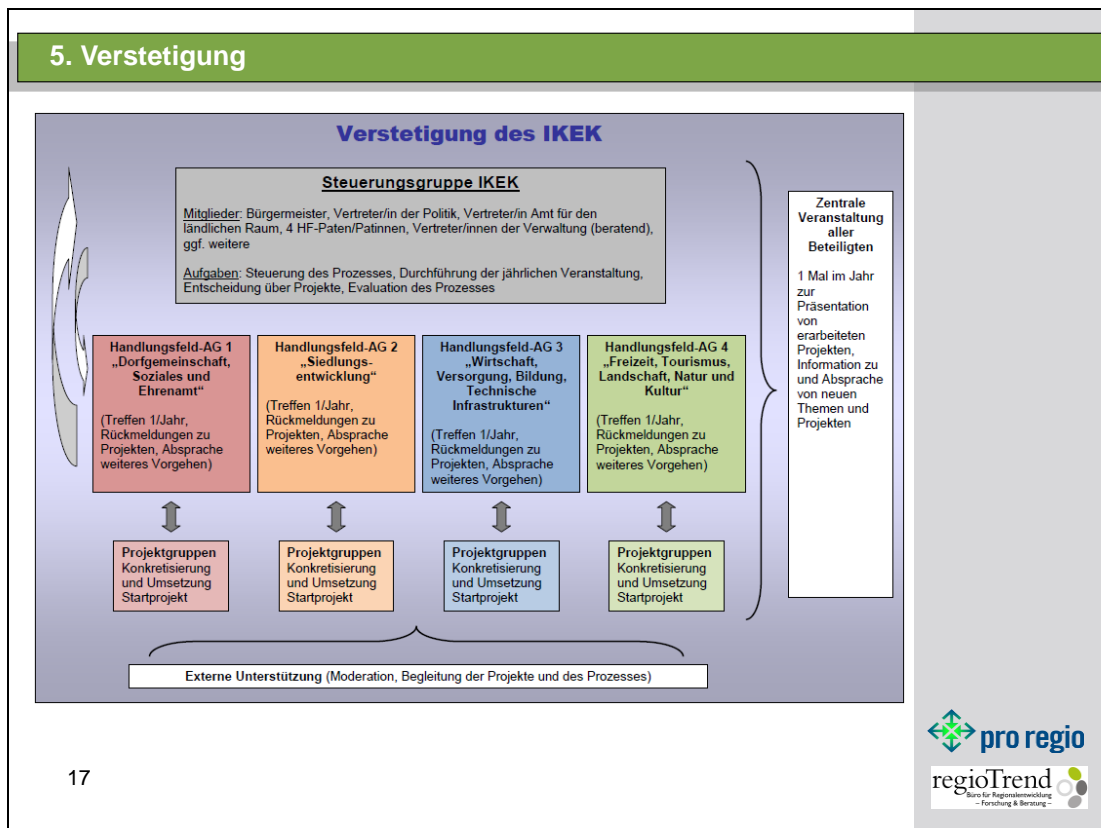 5. Verstetigung
Verstetigung des IKEK
Steuerungsgruppe IKEK
Mitglieder: Bürgermeister, Vertreter/in der Politik, Vertreter/in Amt für den
ländlichen Raum, 4 HF-Paten/Patinnen, Vertreter/innen der Verwaltung (beratend),
ggf. weitere
Aufgaben: Steuerung des Prozesses, Durchführung der jährlichen Veranstaltung,
Entscheidung über Projekte, Evaluation des Prozesses
Handlungsfeld-AG 1
„Dorfgemeinschaft,
Soziales und
Ehrenamt“
(Treffen 1/Jahr,
Rückmeldungen zu
Projekten, Absprache
weiteres Vorgehen)
Handlungsfeld-AG 2
„Siedlungs-
entwicklung“
(Treffen 1/Jahr,
Rückmeldungen zu
Projekten, Absprache
weiteres Vorgehen)
Handlungsfeld-AG 3
„Wirtschaft,
Versorgung, Bildung,
Technische
Infrastrukturen“
(Treffen 1/Jahr,
Rückmeldungen zu
Projekten, Absprache
weiteres Vorgehen)
Handlungsfeld-AG 4
„Freizeit, Tourismus,
Landschaft, Natur und
Kultur“
(Treffen 1/Jahr,
Rückmeldungen zu
Projekten, Absprache
weiteres Vorgehen)
Projektgruppen
Konkretisierung
und Umsetzung
Startprojekt
Projektgruppen
Konkretisierung
und Umsetzung
Startprojekt
Projektgruppen
Konkretisierung
und Umsetzung
Startprojekt
Projektgruppen
Konkretisierung
und Umsetzung
Startprojekt
Externe Unterstützung (Moderation, Begleitung der Projekte und des Prozesses)
Zentrale
Veranstaltung
aller
Beteiligten
1 Mal im Jahr
zur
Präsentation
von
erarbeiteten
Projekten,
Information zu
und Absprache
von neuen
Themen und
Projekten
pro regio
regioTrend
Büro für Regionalentwicklung
– Forschung & Beratung –
17